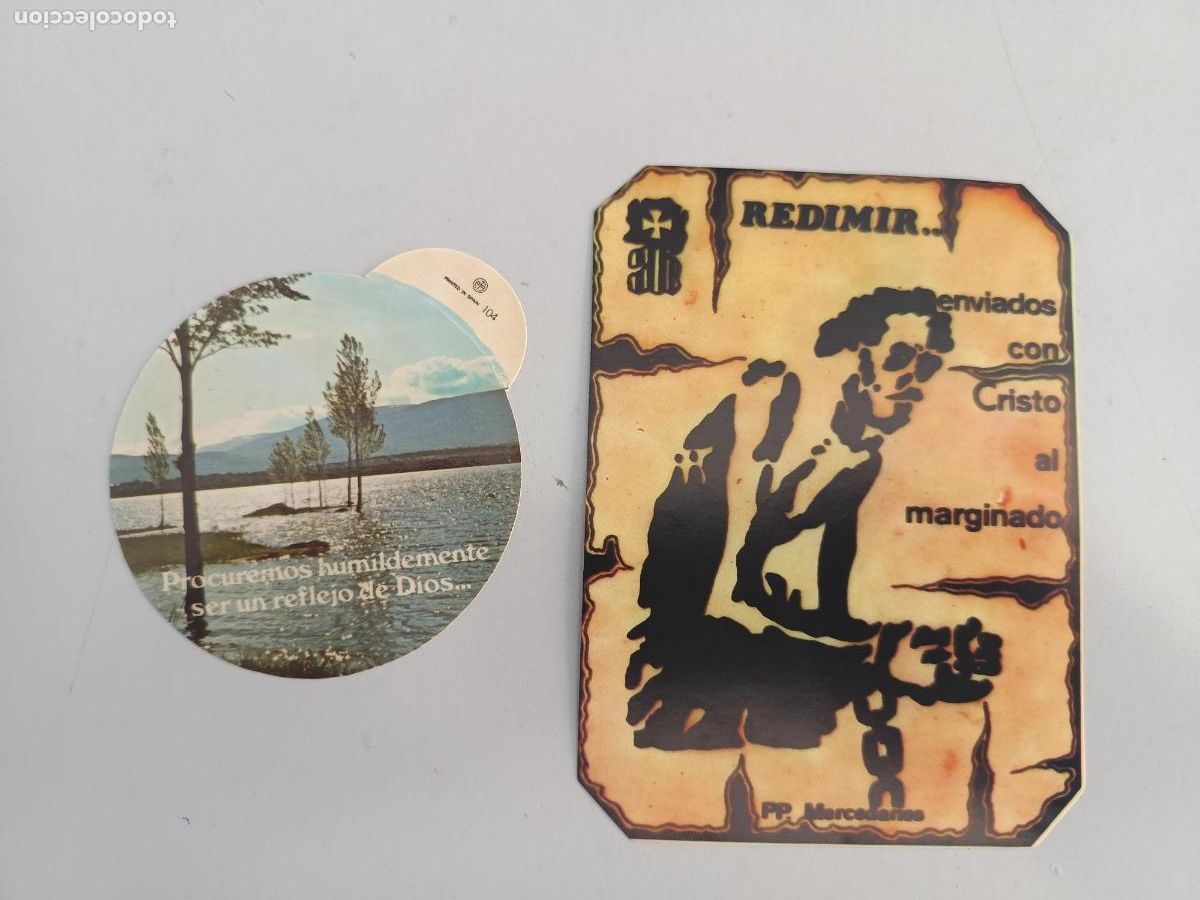 todocoleccion
PRINTED IN SPAIN 104
Procuremos humildemente
ser un reflejo de Dios...
REDIMIR..
enviados
con
Cristo
al
marginado
PP. Mercedarios